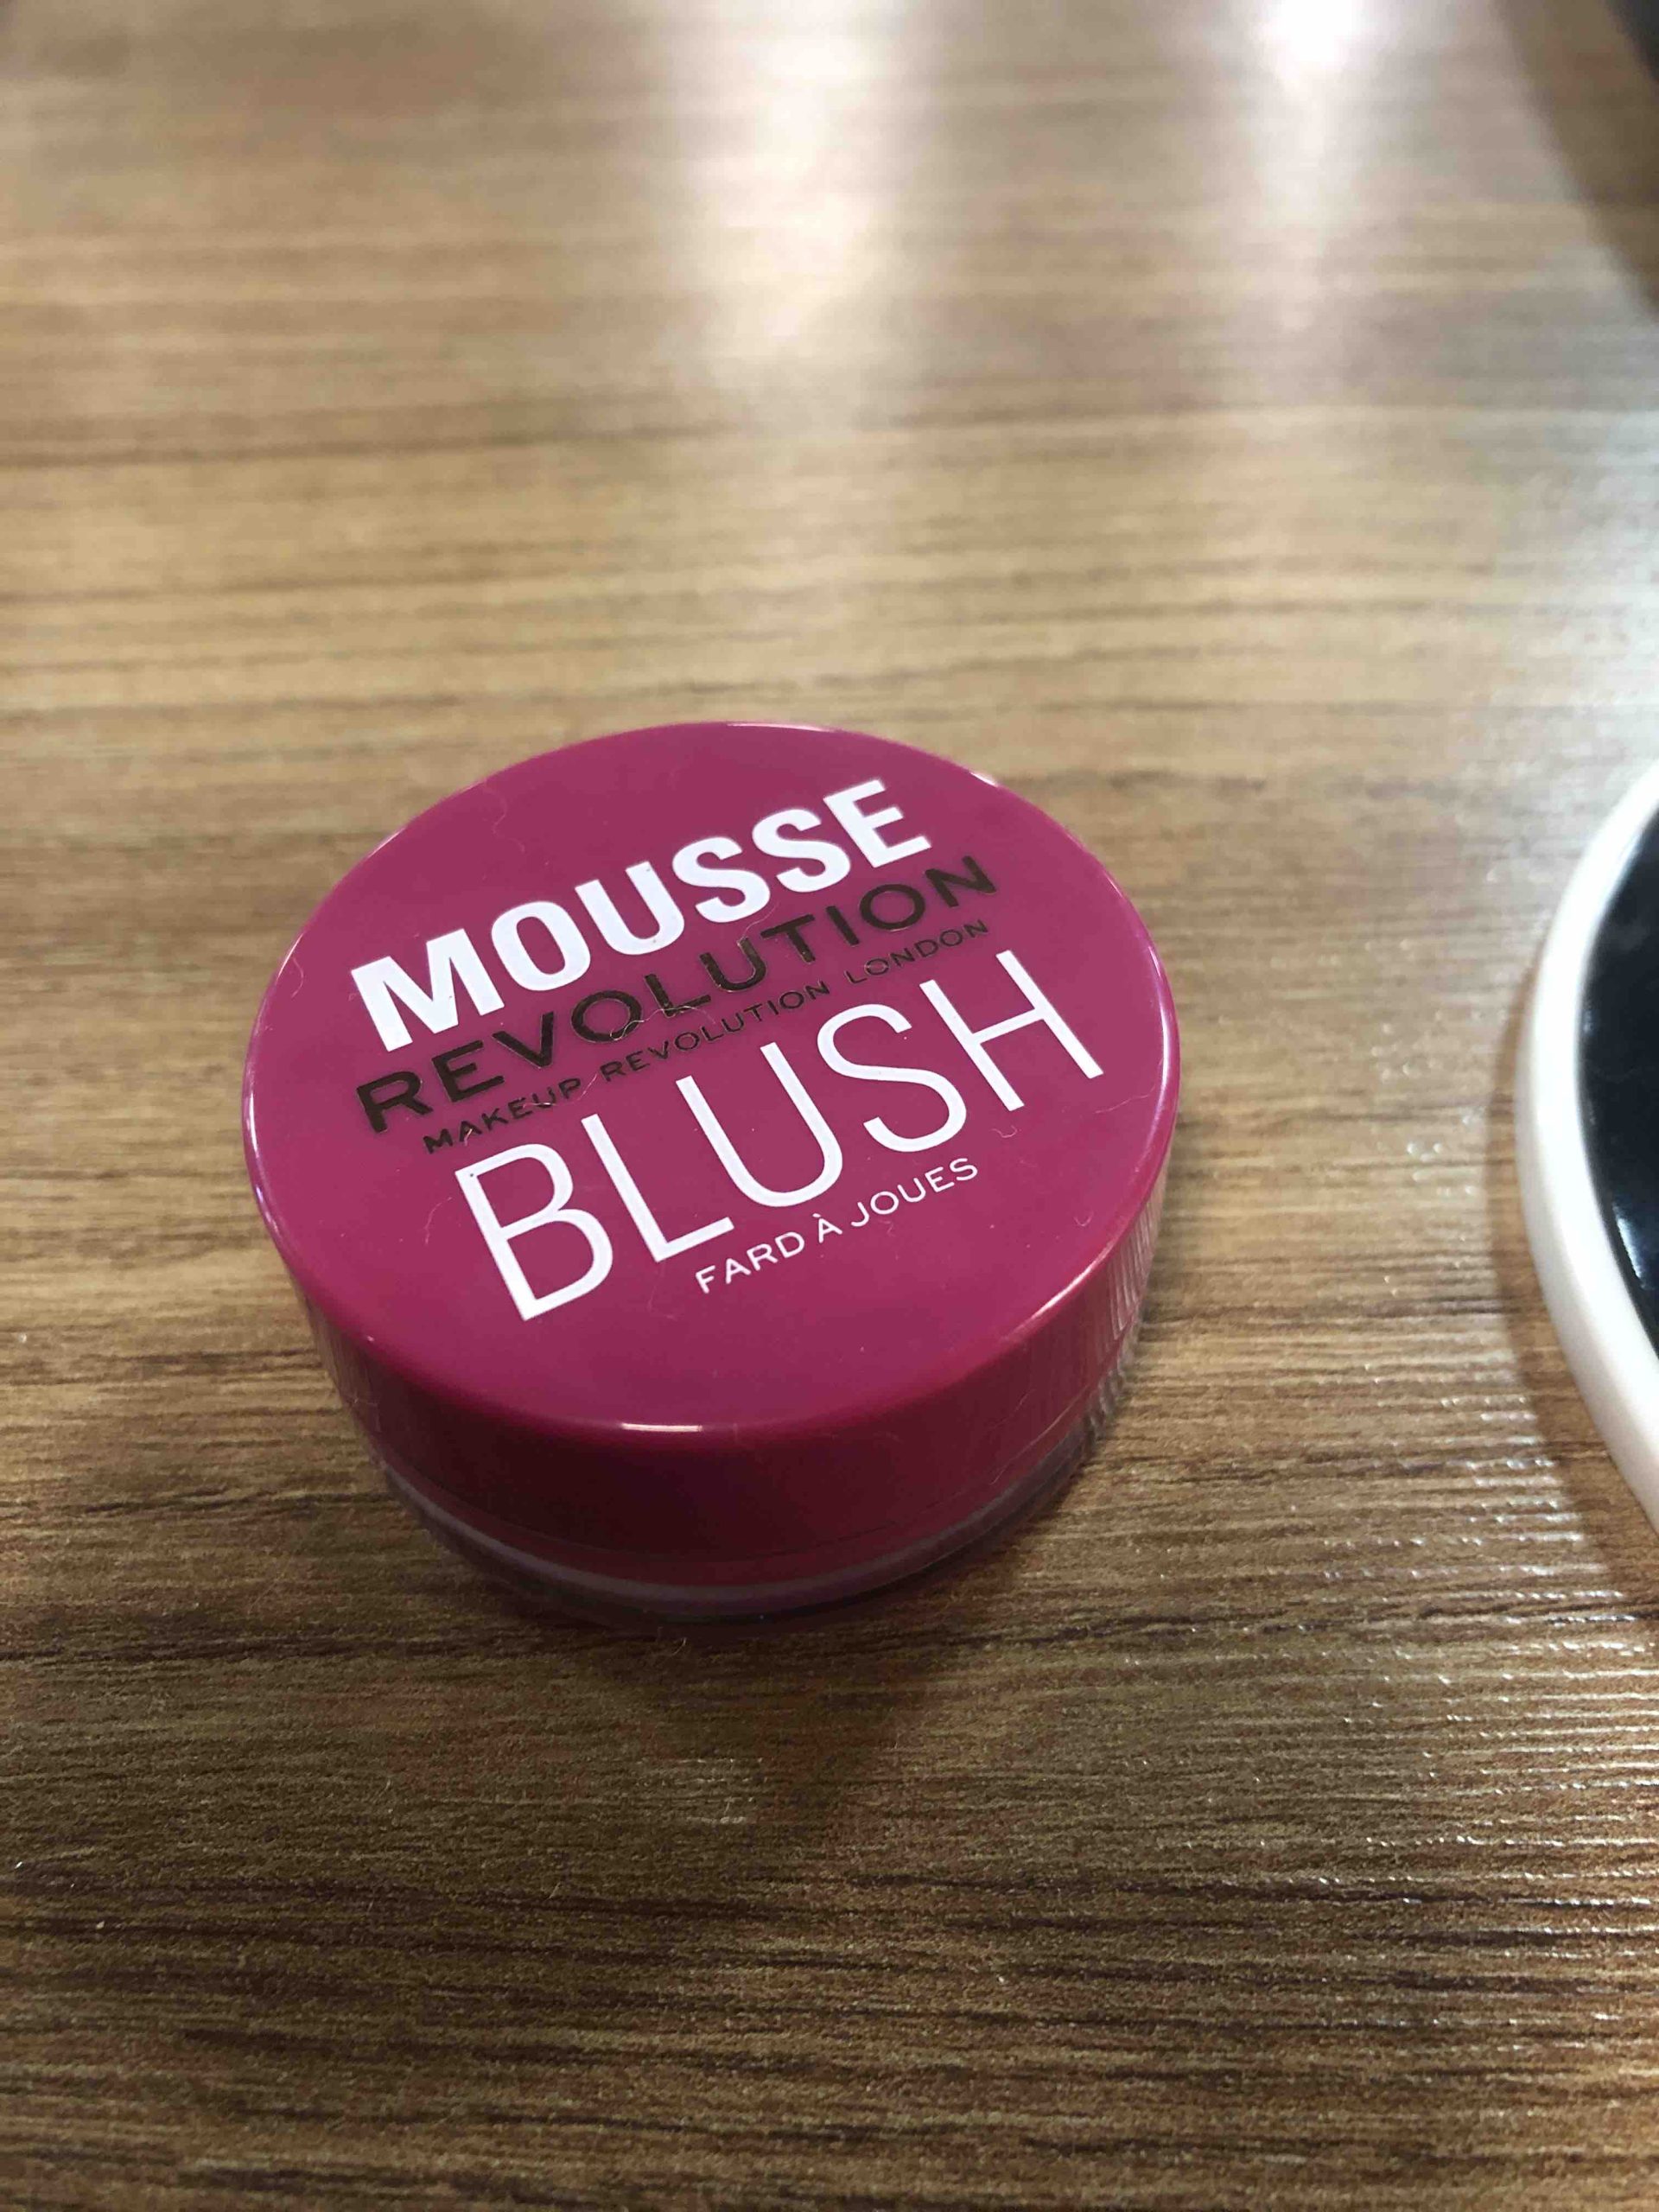 MOUSSE
REVOLUTION
MAKEUP REVOLUTION LONDON
BLUSH
FARD À JOUES